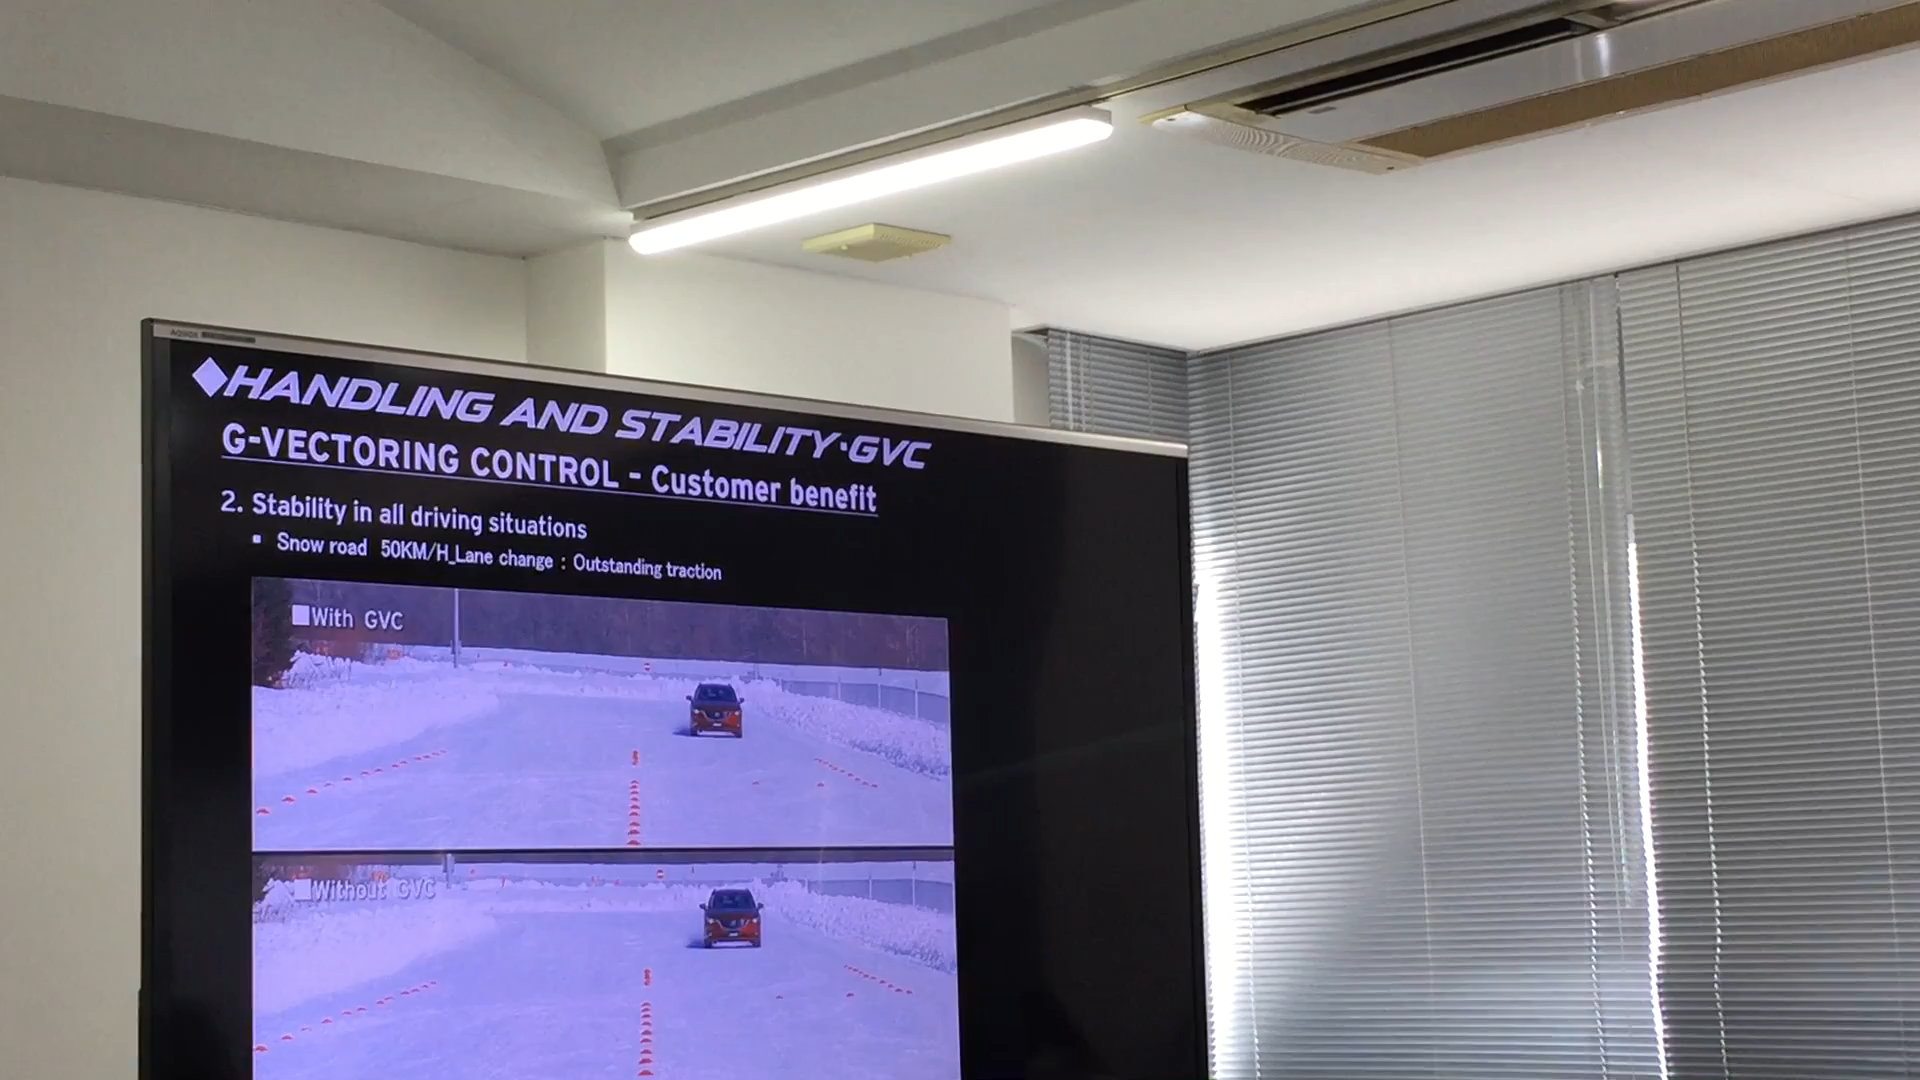 AQUOS
◆HANDLING AND STABILITY・GVC
G-VECTORING CONTROL - Customer benefit
2. Stability in all driving situations
▪ Snow road 50KM/H_Lane change : Outstanding traction
■With GVC
■Without GVC